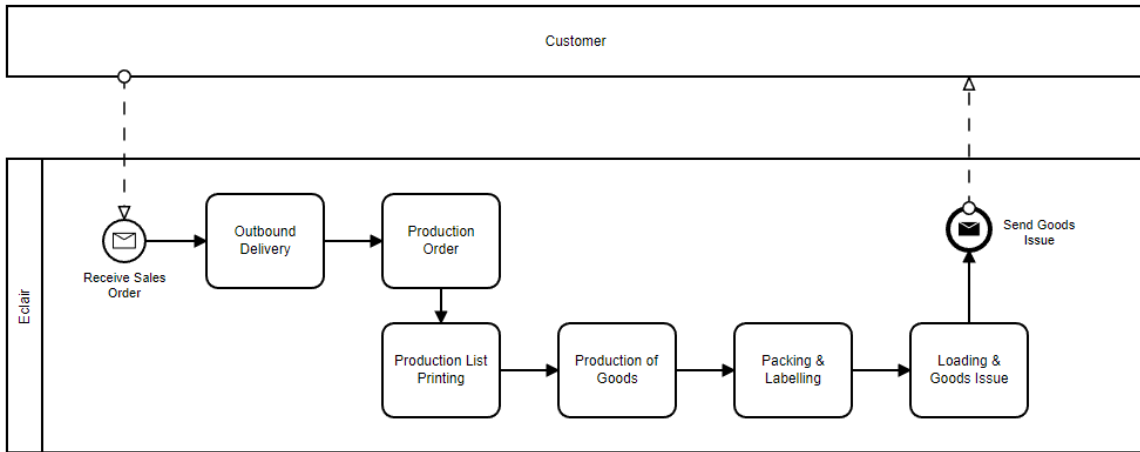 Customer
Eclair
Receive Sales
Order
Outbound
Delivery
Production
Order
Production List
Printing
Production of
Goods
Packing &
Labelling
Loading &
Goods Issue
Send Goods
Issue